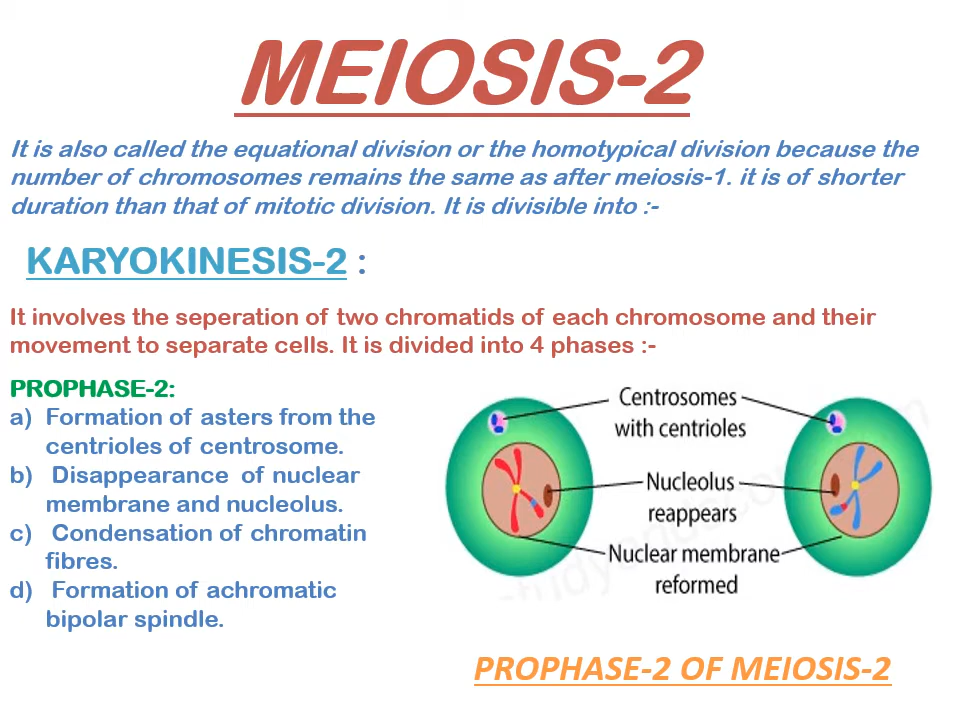 MEIOSIS-2
It is also called the equational division or the homotypical division because the
number of chromosomes remains the same as after meiosis-1. it is of shorter
duration than that of mitotic division. It is divisible into :-
KARYOKINESIS-2 :
It involves the seperation of two chromatids of each chromosome and their
movement to separate cells. It is divided into 4 phases :-
PROPHASE-2:
a) Formation of asters from the
centrioles of centrosome.
b) Disappearance of nuclear
membrane and nucleolus.
c) Condensation of chromatin
fibres.
d) Formation of achromatic
bipolar spindle.
Centrosomes
with centrioles
Nucleolus
reappears
Nuclear membrane
reformed
PROPHASE-2 OF MEIOSIS-2